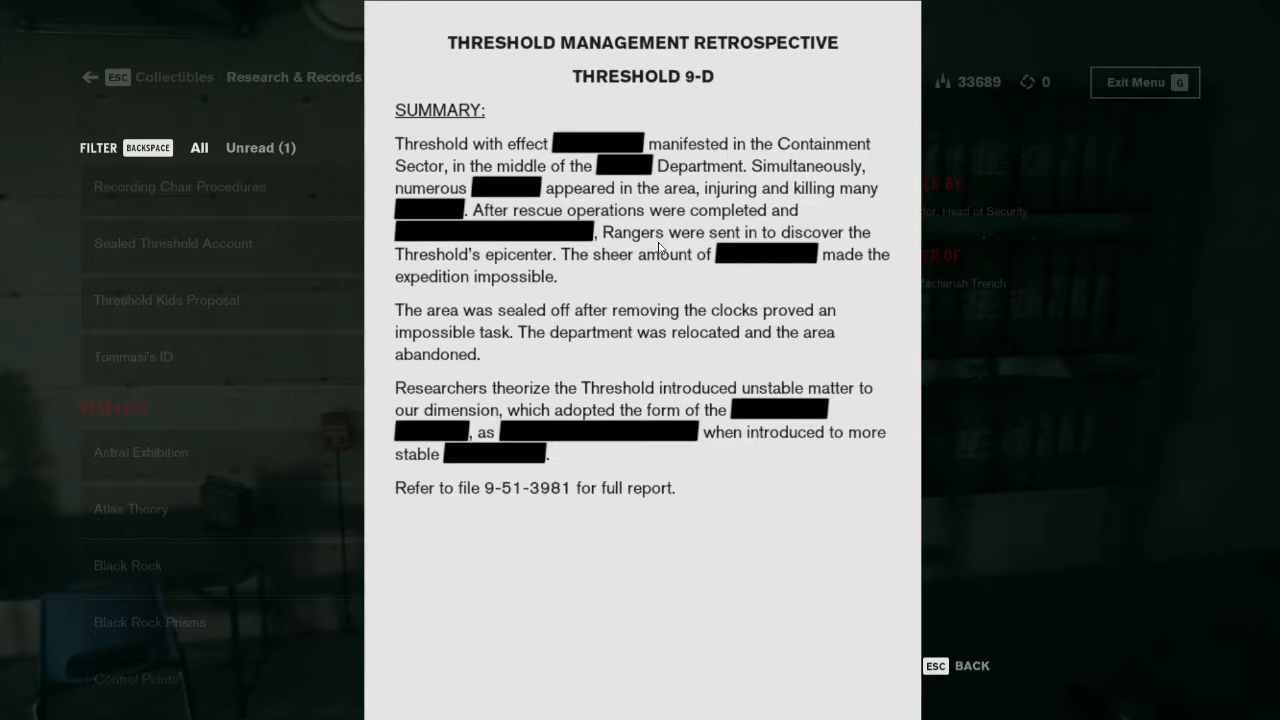 THRESHOLD MANAGEMENT RETROSPECTIVE
THRESHOLD 9-D
ESC Collectibles Research & Records
33689 0
Exit Menu G
SUMMARY:
FILTER BACKSPACE All Unread (1)
Threshold with effect manifested in the Containment
Sector, in the middle of the Department. Simultaneously,
numerous appeared in the area, injuring and killing many
. After rescue operations were completed and
, Rangers were sent in to discover the
Threshold's epicenter. The sheer amount of made the
expedition impossible.
The area was sealed off after removing the clocks proved an
impossible task. The department was relocated and the area
abandoned.
Researchers theorize the Threshold introduced unstable matter to
our dimension, which adopted the form of the
, as when introduced to more
stable .
Refer to file 9-51-3981 for full report.
Recording Chair Procedures
Sealed Threshold Account
Threshold Kids Proposal
Tommasi's ID
RESEARCH
Astral Exhibition
Atlas Theory
Black Rock
Black Rock Prisms
Control Points
ED BY
dor, Head of Security
ER OF
Zachariah Trench
ESC BACK